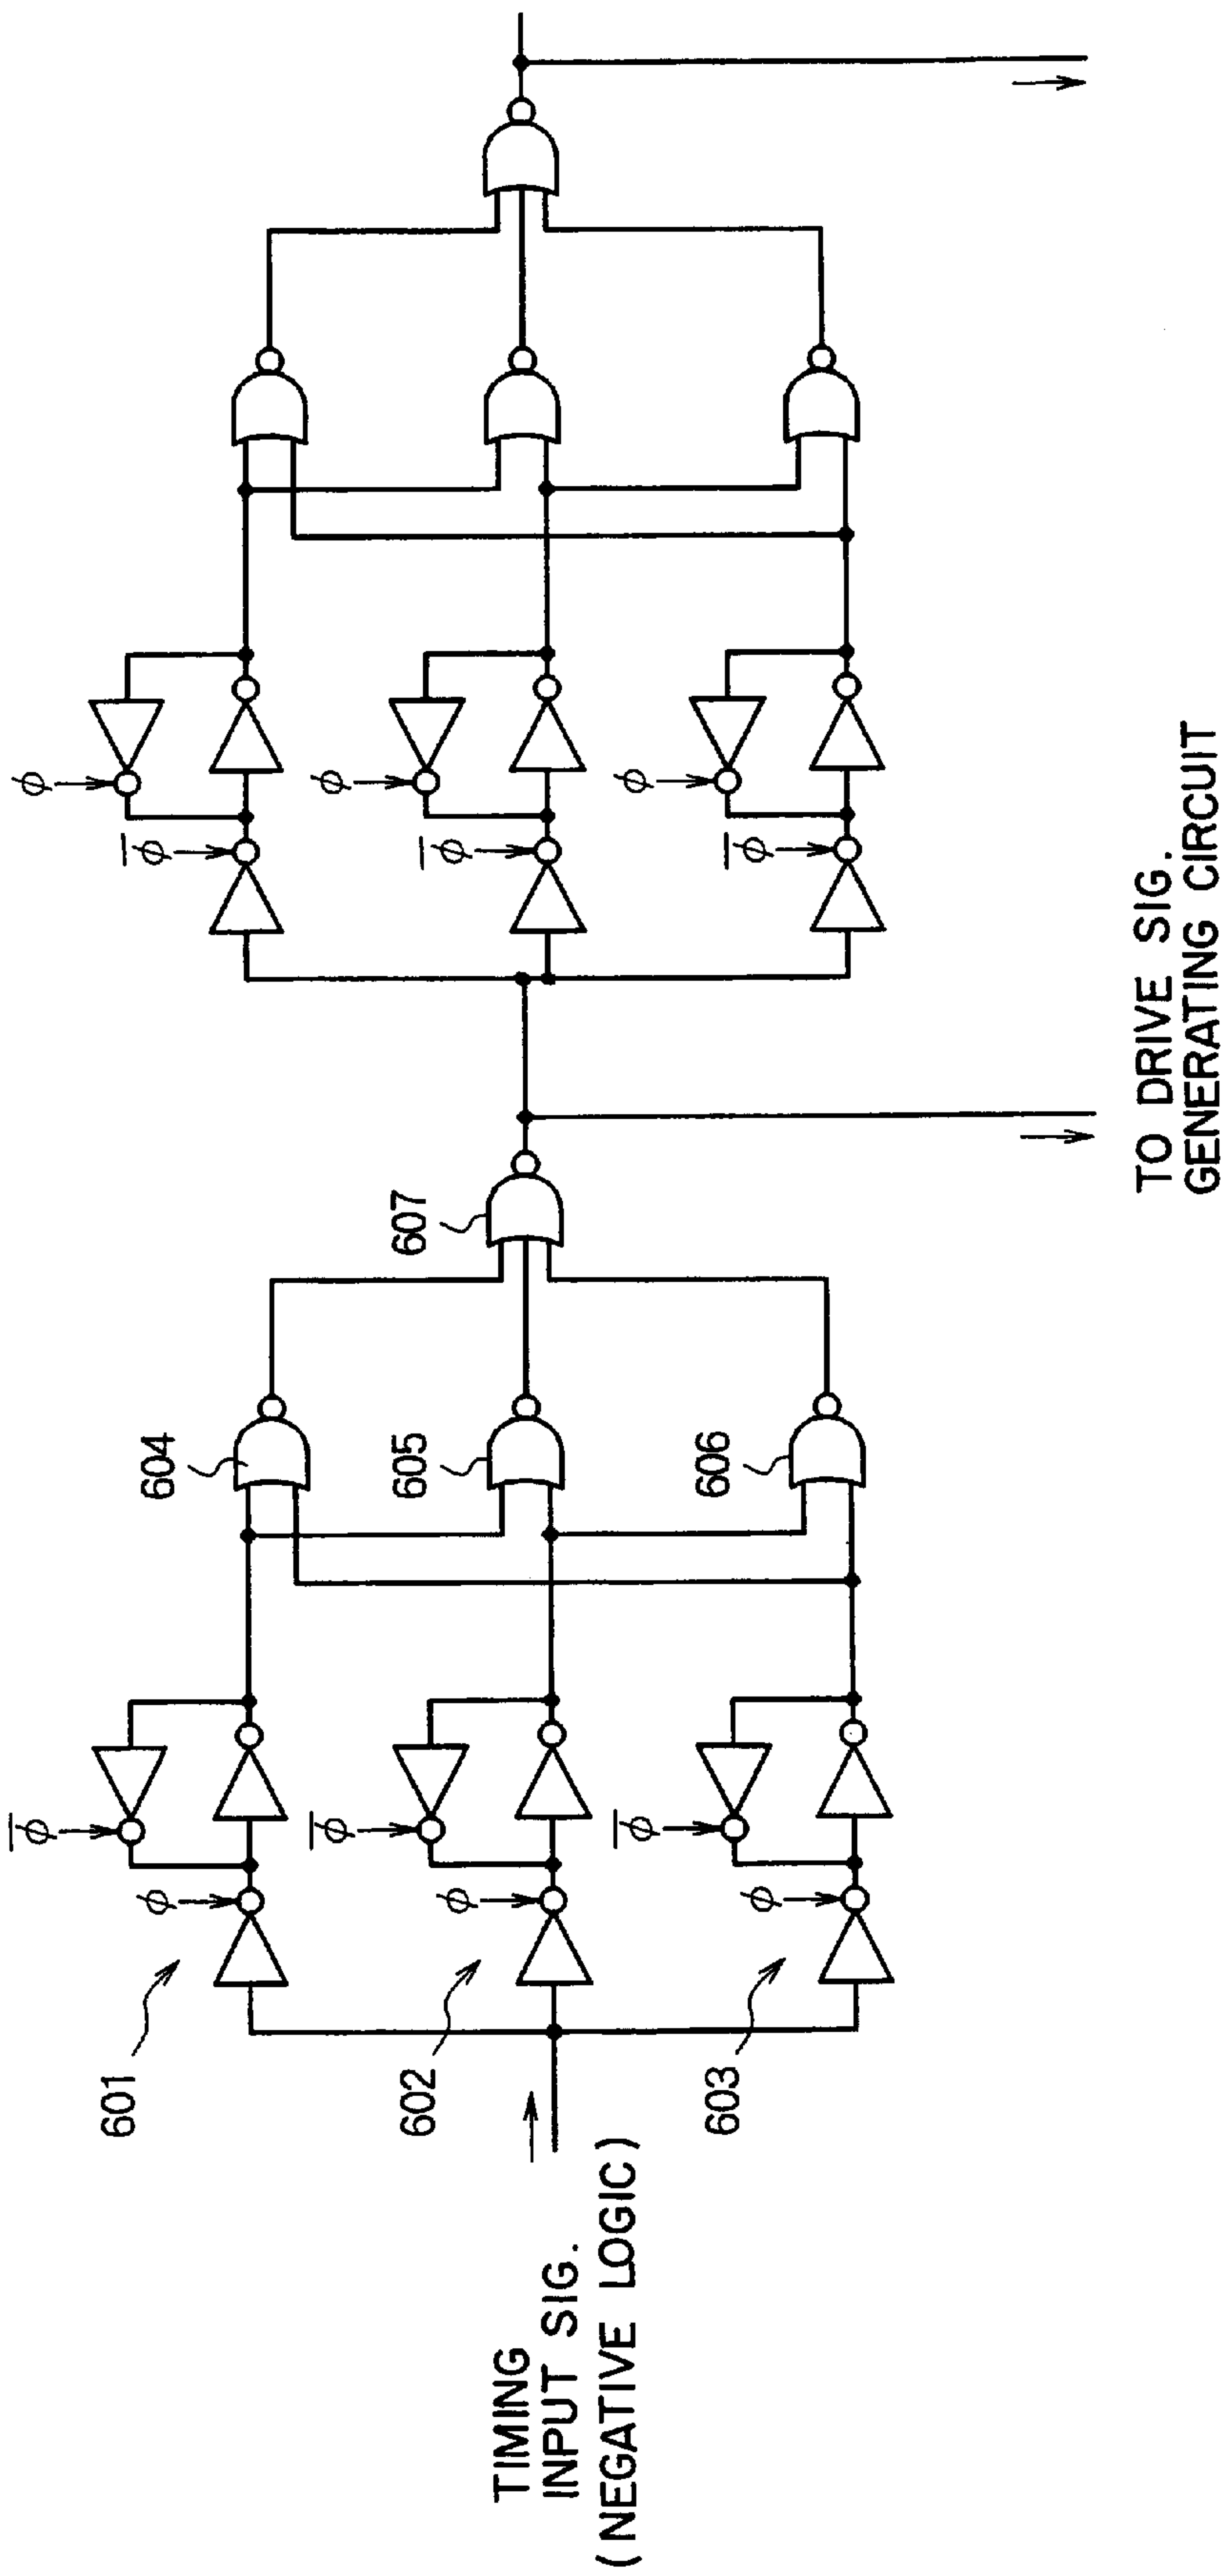 601
602
603
TIMING
INPUT SIG.
(NEGATIVE LOGIC)
ϕ
ϕ̅
ϕ
ϕ̅
ϕ
ϕ̅
604
605
606
607
ϕ̅
ϕ
ϕ̅
ϕ
ϕ̅
ϕ
TO DRIVE SIG.
GENERATING CIRCUIT